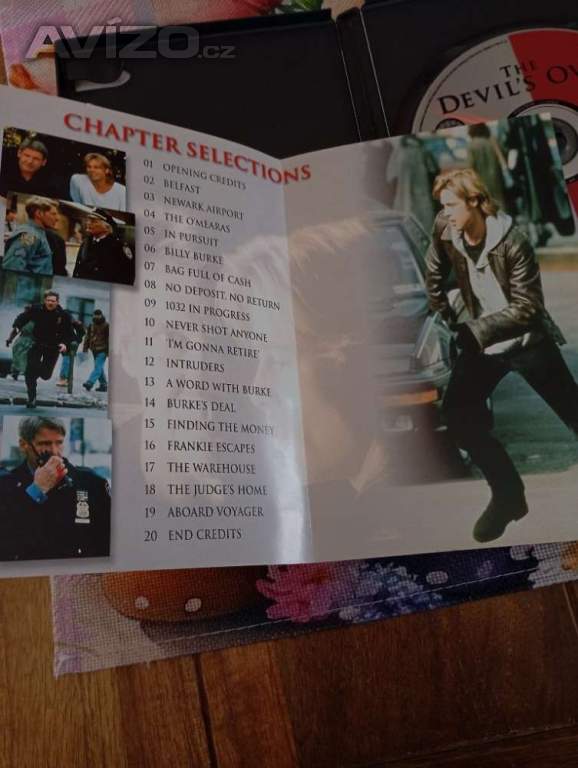 AVÍZO.cz
THE
DEVIL'S OW
CHAPTER SELECTIONS
01 OPENING CREDITS
02 BELFAST
03 NEWARK AIRPORT
04 THE O'MEARAS
05 IN PURSUIT
06 BILLY BURKE
07 BAG FULL OF CASH
08 NO DEPOSIT, NO RETURN
09 1032 IN PROGRESS
10 NEVER SHOT ANYONE
11 'I'M GONNA RETIRE'
12 INTRUDERS
13 A WORD WITH BURKE
14 BURKE'S DEAL
15 FINDING THE MONEY
16 FRANKIE ESCAPES
17 THE WAREHOUSE
18 THE JUDGE'S HOME
19 ABOARD VOYAGER
20 END CREDITS